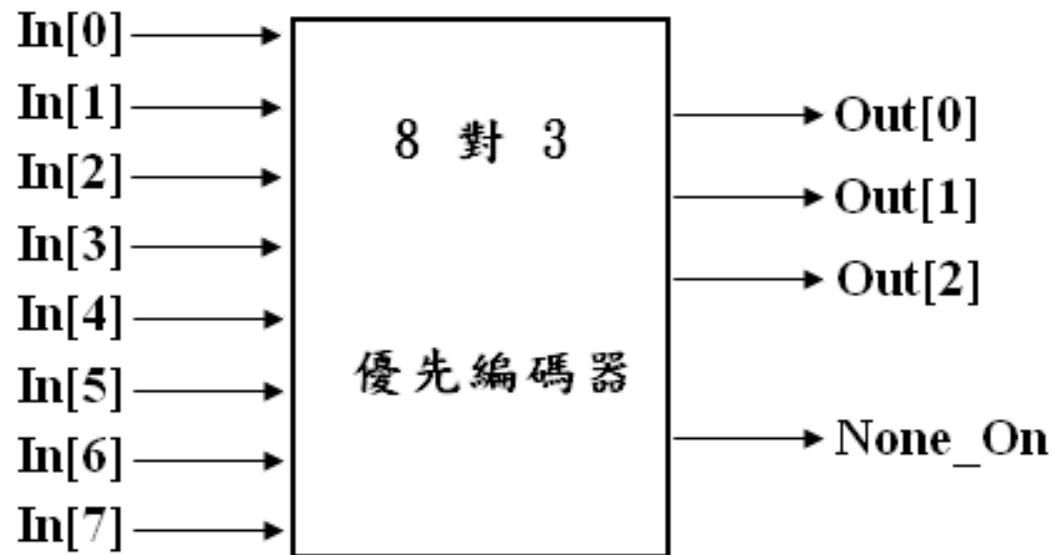 In[0]
In[1]
In[2]
In[3]
In[4]
In[5]
In[6]
In[7]
8 對 3
優先編碼器
Out[0]
Out[1]
Out[2]
None_On